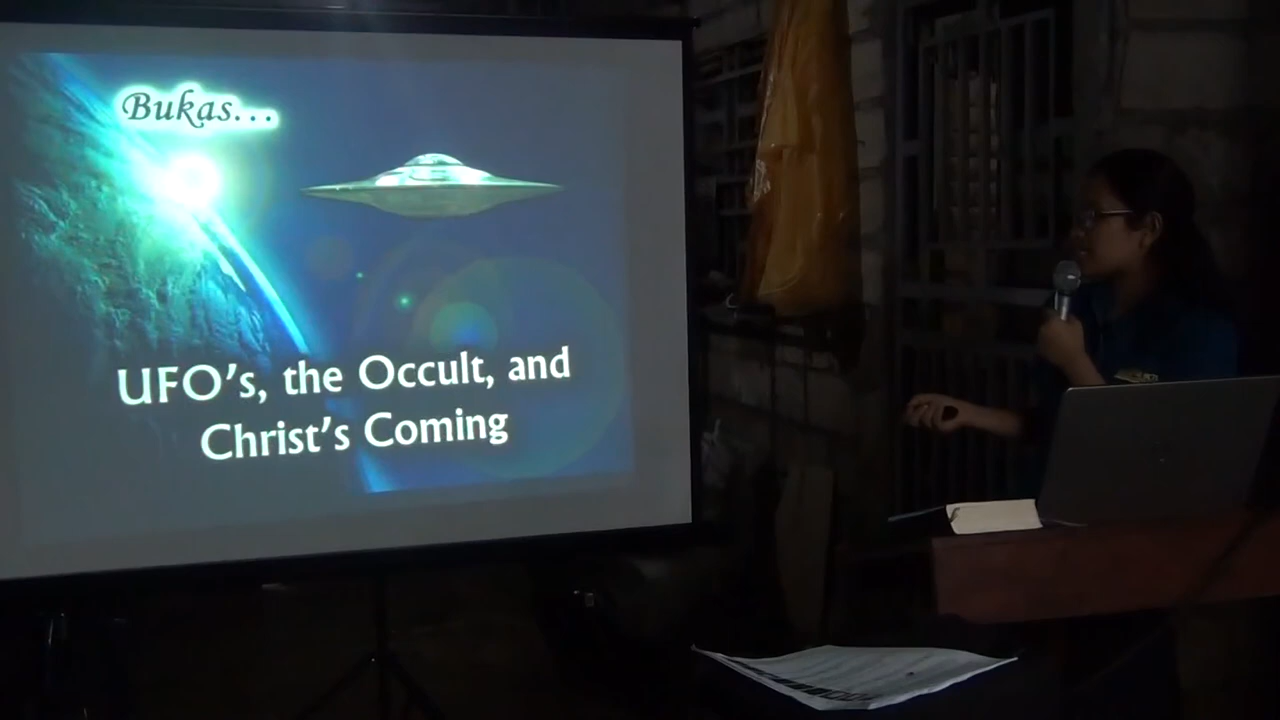 Bukas...
UFO's, the Occult, and
Christ's Coming